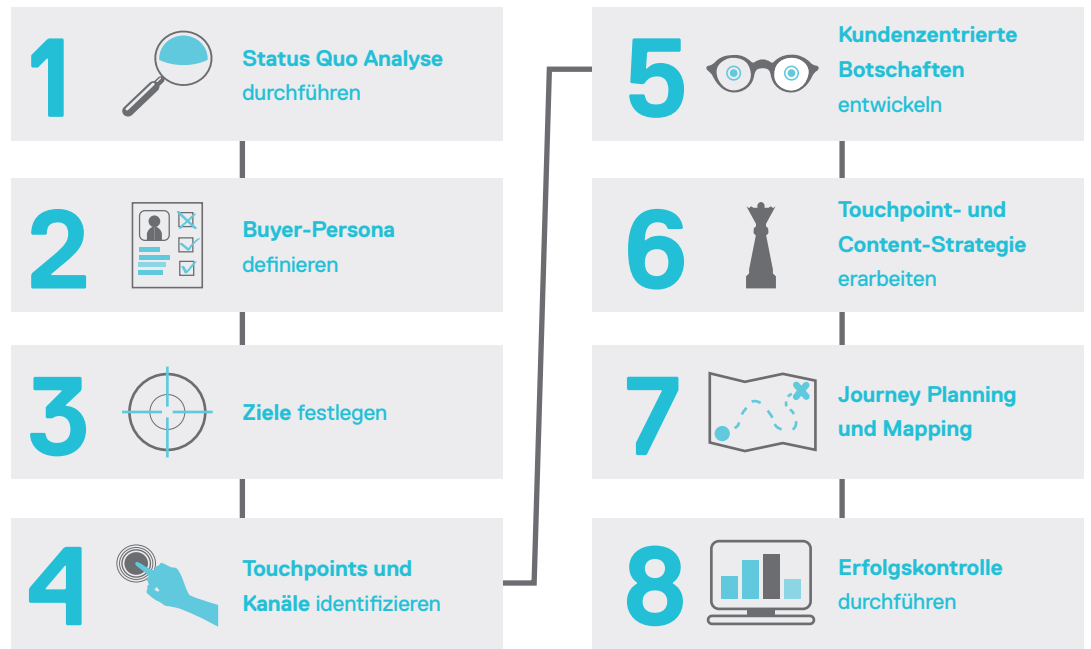 1
Status Quo Analyse
durchführen
2
Buyer-Persona
definieren
3
Ziele festlegen
4
Touchpoints und
Kanäle identifizieren
5
Kundenzentrierte
Botschaften
entwickeln
6
Touchpoint- und
Content-Strategie
erarbeiten
7
Journey Planning
und Mapping
8
Erfolgskontrolle
durchführen